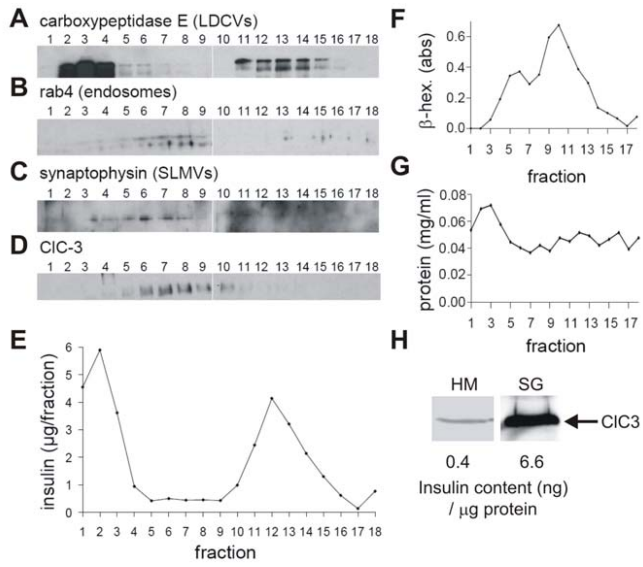 A carboxypeptidase E (LDCVs)
1 2 3 4 5 6 7 8 9 10 11 12 13 14 15 16 17 18
B rab4 (endosomes)
1 2 3 4 5 6 7 8 9 10 11 12 13 14 15 16 17 18
C synaptophysin (SLMVs)
1 2 3 4 5 6 7 8 9 10 11 12 13 14 15 16 17 18
D ClC-3
1 2 3 4 5 6 7 8 9 10 11 12 13 14 15 16 17 18
E
insulin (µg/fraction)
6
5
4
3
2
1
0
1 2 3 4 5 6 7 8 9 10 11 12 13 14 15 16 17 18
fraction
F
β-hex. (abs)
0.6
0.4
0.2
0.0
1 3 5 7 9 11 13 15 17
fraction
G
protein (mg/ml)
0.08
0.06
0.04
0.02
0.00
1 3 5 7 9 11 13 15 17
fraction
H
HM SG
ClC3
0.4 6.6
Insulin content (ng)
/ µg protein